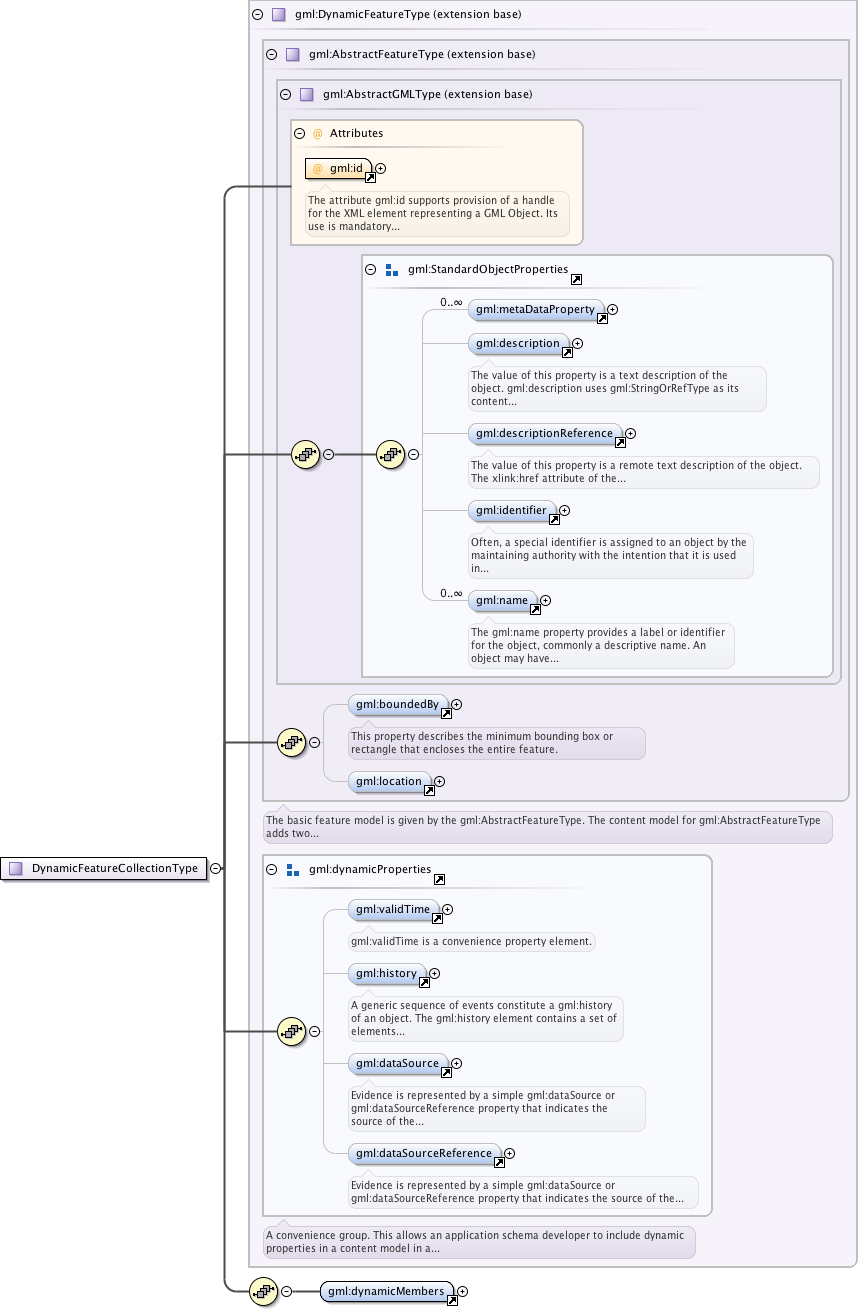 gml:DynamicFeatureType (extension base)
gml:AbstractFeatureType (extension base)
gml:AbstractGMLType (extension base)
@ Attributes
@ gml:id
The attribute gml:id supports provision of a handle
for the XML element representing a GML Object. Its
use is mandatory...
gml:StandardObjectProperties
0..∞
gml:metaDataProperty
gml:description
The value of this property is a text description of the
object. gml:description uses gml:StringOrRefType as its
content...
gml:descriptionReference
The value of this property is a remote text description of the object.
The xlink:href attribute of the...
gml:identifier
Often, a special identifier is assigned to an object by the
maintaining authority with the intention that it is used
in...
0..∞
gml:name
The gml:name property provides a label or identifier
for the object, commonly a descriptive name. An
object may have...
gml:boundedBy
This property describes the minimum bounding box or
rectangle that encloses the entire feature.
gml:location
The basic feature model is given by the gml:AbstractFeatureType. The content model for gml:AbstractFeatureType
adds two...
DynamicFeatureCollectionType
gml:dynamicProperties
gml:validTime
gml:validTime is a convenience property element.
gml:history
A generic sequence of events constitute a gml:history
of an object. The gml:history element contains a set of
elements...
gml:dataSource
Evidence is represented by a simple gml:dataSource or
gml:dataSourceReference property that indicates the
source of the...
gml:dataSourceReference
Evidence is represented by a simple gml:dataSource or
gml:dataSourceReference property that indicates the source of the...
A convenience group. This allows an application schema developer to include dynamic
properties in a content model in a...
gml:dynamicMembers